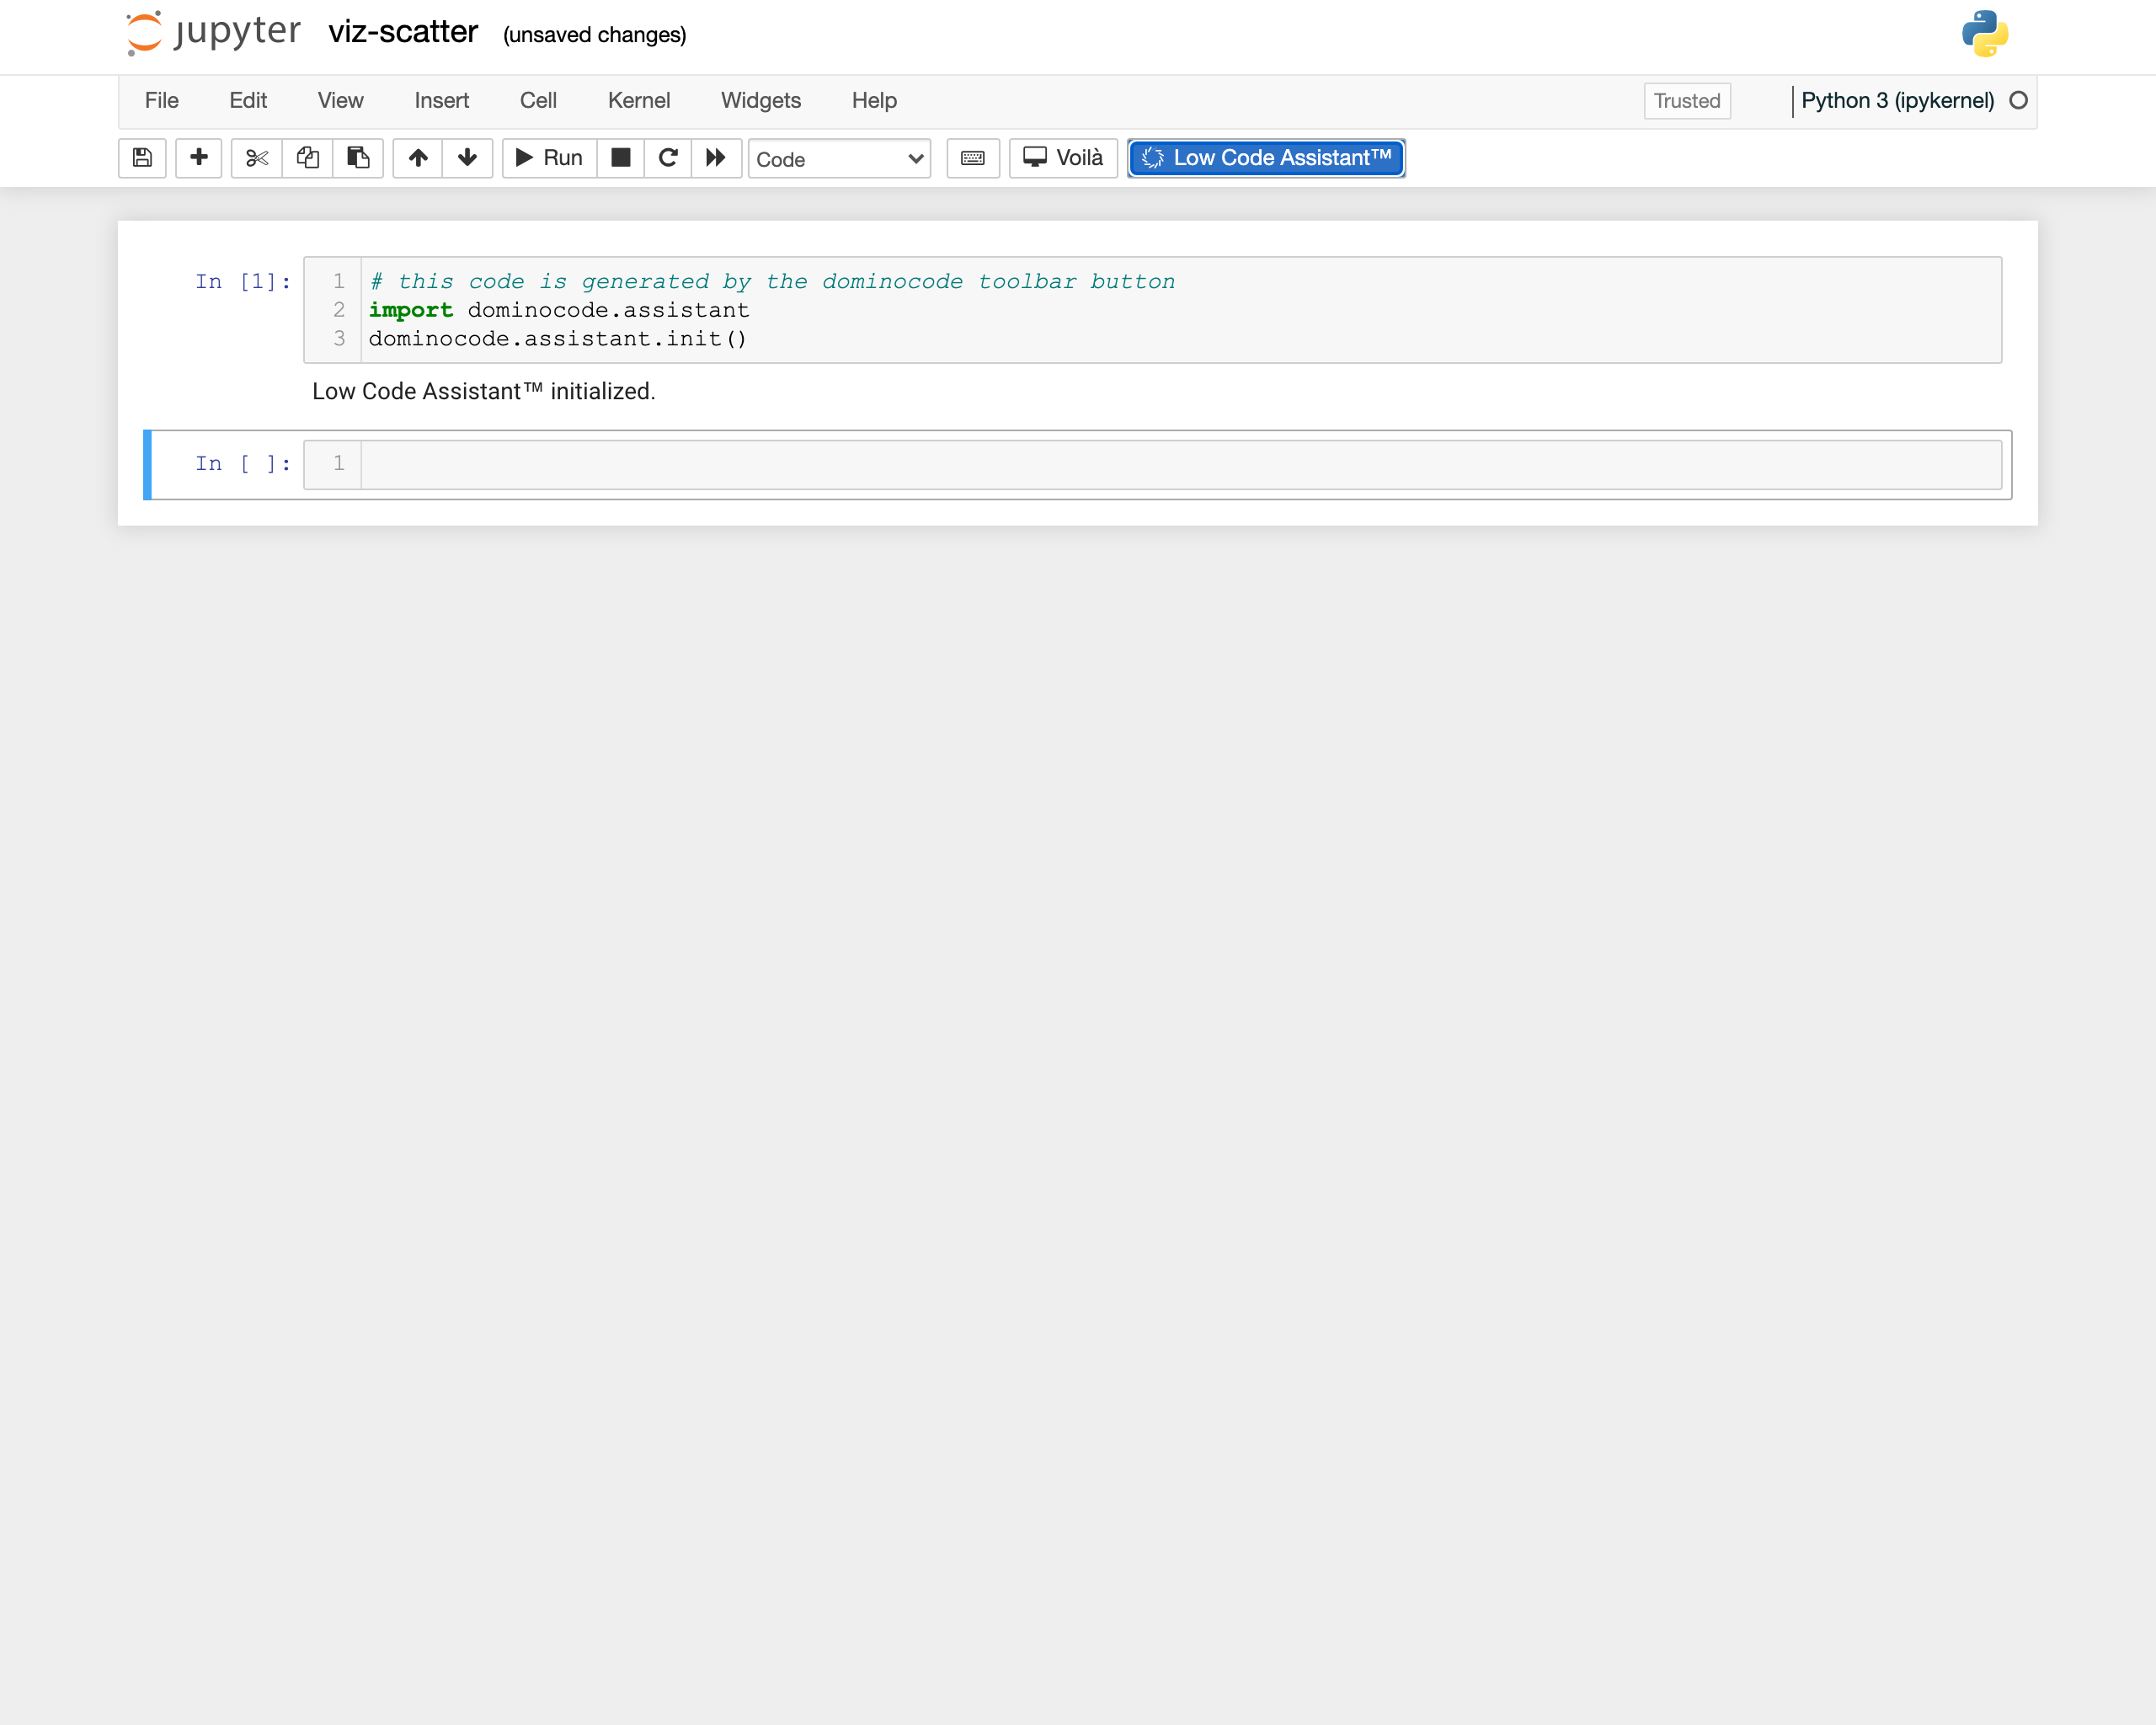 jupyter viz-scatter (unsaved changes)
File Edit View Insert Cell Kernel Widgets Help Trusted Python 3 (ipykernel)
Run Code Voilà Low Code Assistant™
In [1]: 1 # this code is generated by the dominocode toolbar button
2 import dominocode.assistant
3 dominocode.assistant.init()
Low Code Assistant™ initialized.
In [ ]: 1